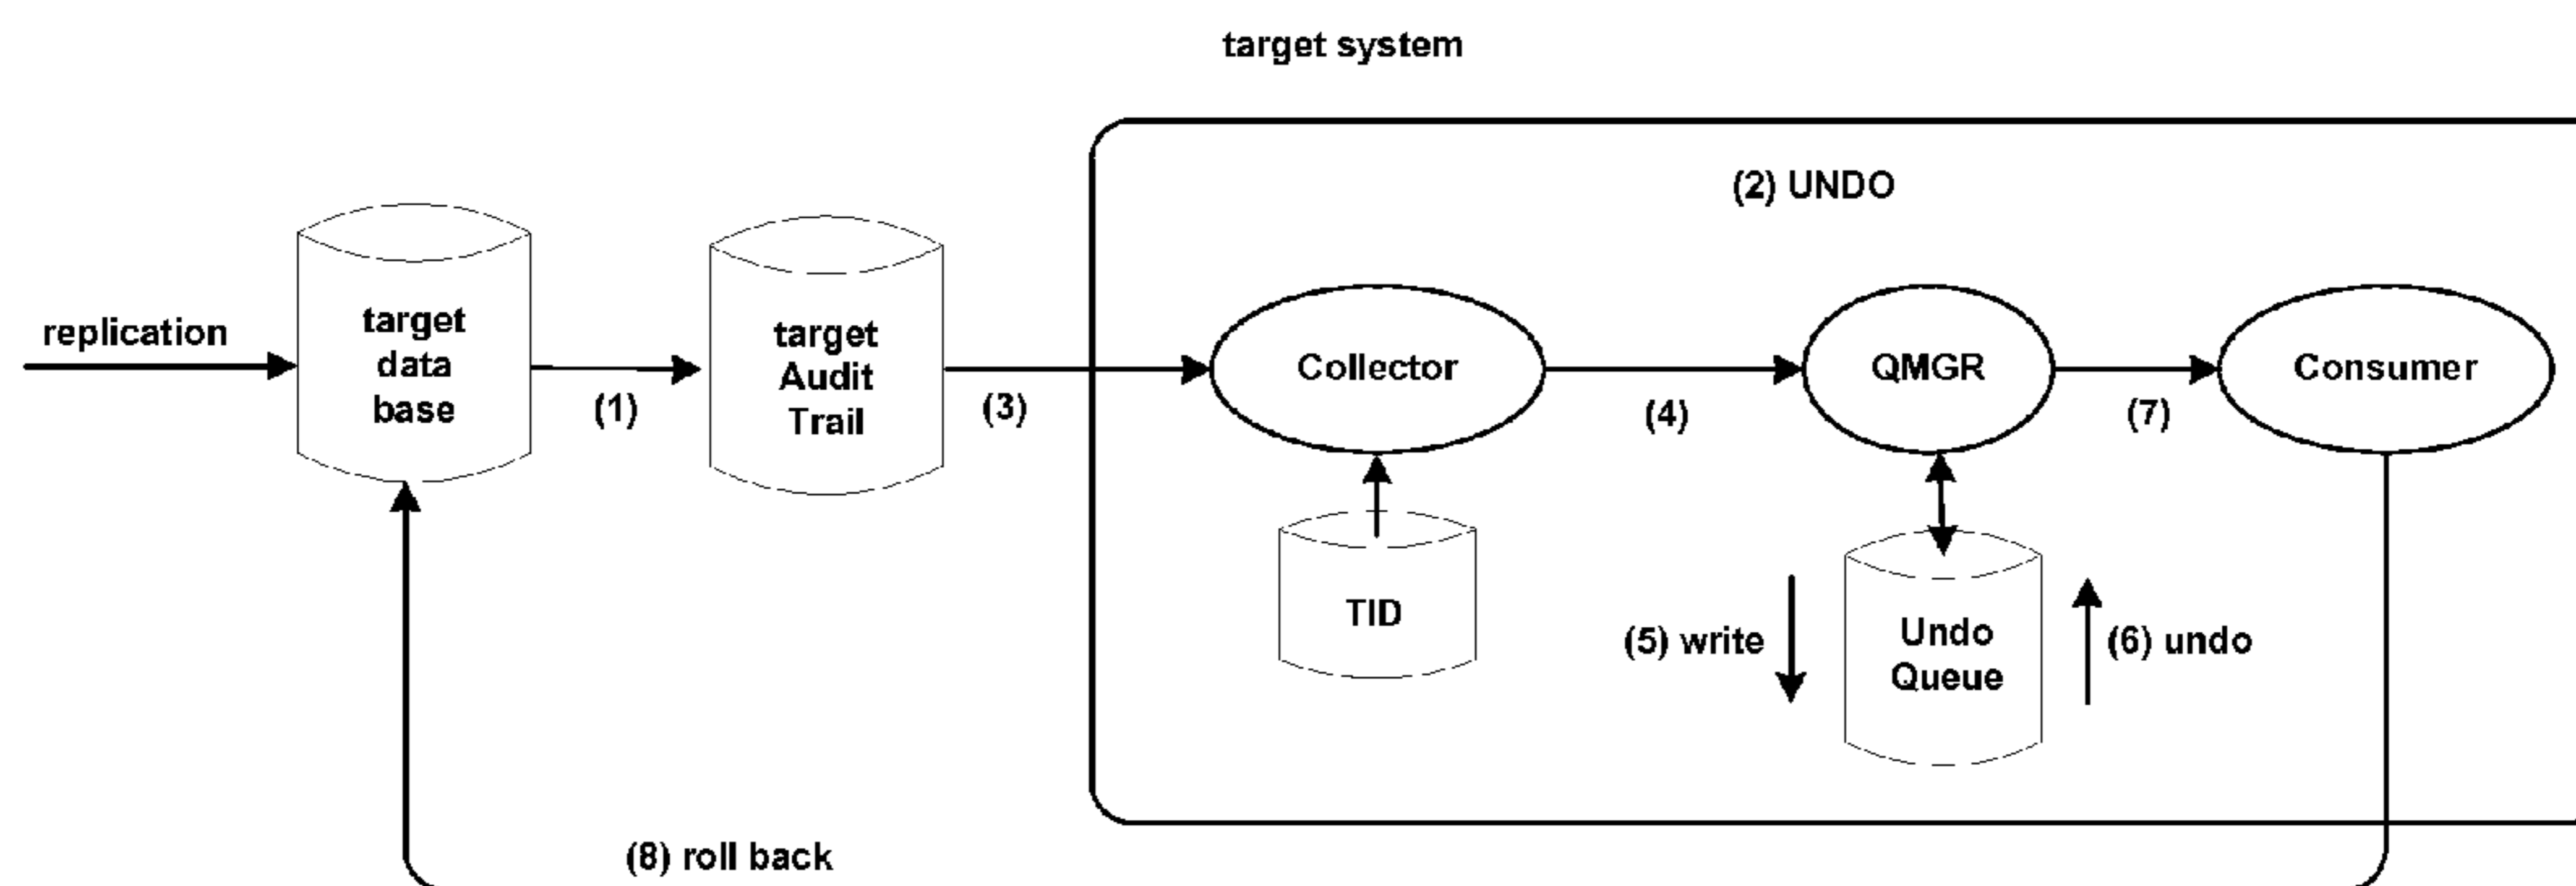 target system
(2) UNDO
replication
target
data
base
(1)
target
Audit
Trail
(3)
Collector
(4)
QMGR
(7)
Consumer
TID
(5) write
Undo
Queue
(6) undo
(8) roll back